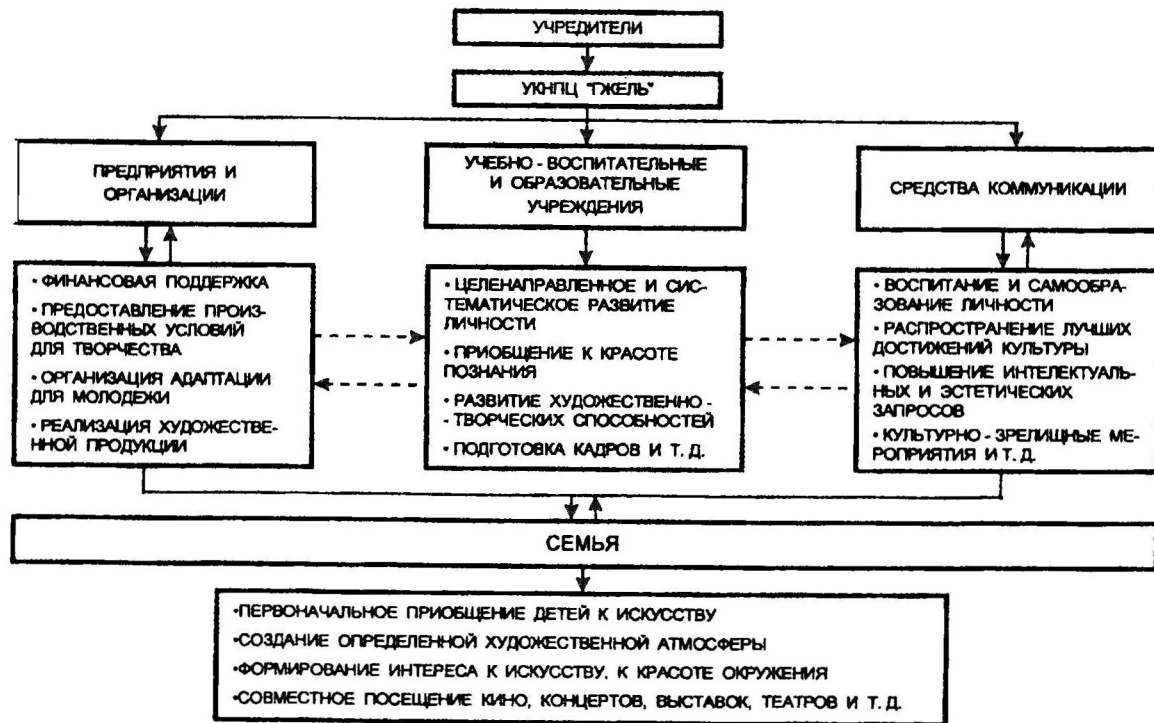 УЧРЕДИТЕЛИ
УКНПЦ "ГЖЕЛЬ"
ПРЕДПРИЯТИЯ И
ОРГАНИЗАЦИИ
УЧЕБНО - ВОСПИТАТЕЛЬНЫЕ
И ОБРАЗОВАТЕЛЬНЫЕ
УЧРЕЖДЕНИЯ
СРЕДСТВА КОММУНИКАЦИИ
• ФИНАНСОВАЯ ПОДДЕРЖКА
• ПРЕДОСТАВЛЕНИЕ ПРОИЗ-
ВОДСТВЕННЫХ УСЛОВИЙ
ДЛЯ ТВОРЧЕСТВА
• ОРГАНИЗАЦИЯ АДАПТАЦИИ
ДЛЯ МОЛОДЕЖИ
• РЕАЛИЗАЦИЯ ХУДОЖЕСТВЕ-
ННОЙ ПРОДУКЦИИ
• ЦЕЛЕНАПРАВЛЕННОЕ И СИС-
ТЕМАТИЧЕСКОЕ РАЗВИТИЕ
ЛИЧНОСТИ
• ПРИОБЩЕНИЕ К КРАСОТЕ
ПОЗНАНИЯ
• РАЗВИТИЕ ХУДОЖЕСТВЕННО-
- ТВОРЧЕСКИХ СПОСОБНОСТЕЙ
• ПОДГОТОВКА КАДРОВ И Т. Д.
• ВОСПИТАНИЕ И САМООБРА-
ЗОВАНИЕ ЛИЧНОСТИ
• РАСПРОСТРАНЕНИЕ ЛУЧШИХ
ДОСТИЖЕНИЙ КУЛЬТУРЫ
• ПОВЫШЕНИЕ ИНТЕЛЕКТУАЛЬ-
НЫХ И ЭСТЕТИЧЕСКИХ
ЗАПРОСОВ
• КУЛЬТУРНО - ЗРЕЛИЩНЫЕ МЕ-
РОПРИЯТИЯ И Т. Д.
СЕМЬЯ
•ПЕРВОНАЧАЛЬНОЕ ПРИОБЩЕНИЕ ДЕТЕЙ К ИСКУССТВУ
•СОЗДАНИЕ ОПРЕДЕЛЕННОЙ ХУДОЖЕСТВЕННОЙ АТМОСФЕРЫ
•ФОРМИРОВАНИЕ ИНТЕРЕСА К ИСКУССТВУ, К КРАСОТЕ ОКРУЖЕНИЯ
•СОВМЕСТНОЕ ПОСЕЩЕНИЕ КИНО, КОНЦЕРТОВ, ВЫСТАВОК, ТЕАТРОВ И Т. Д.